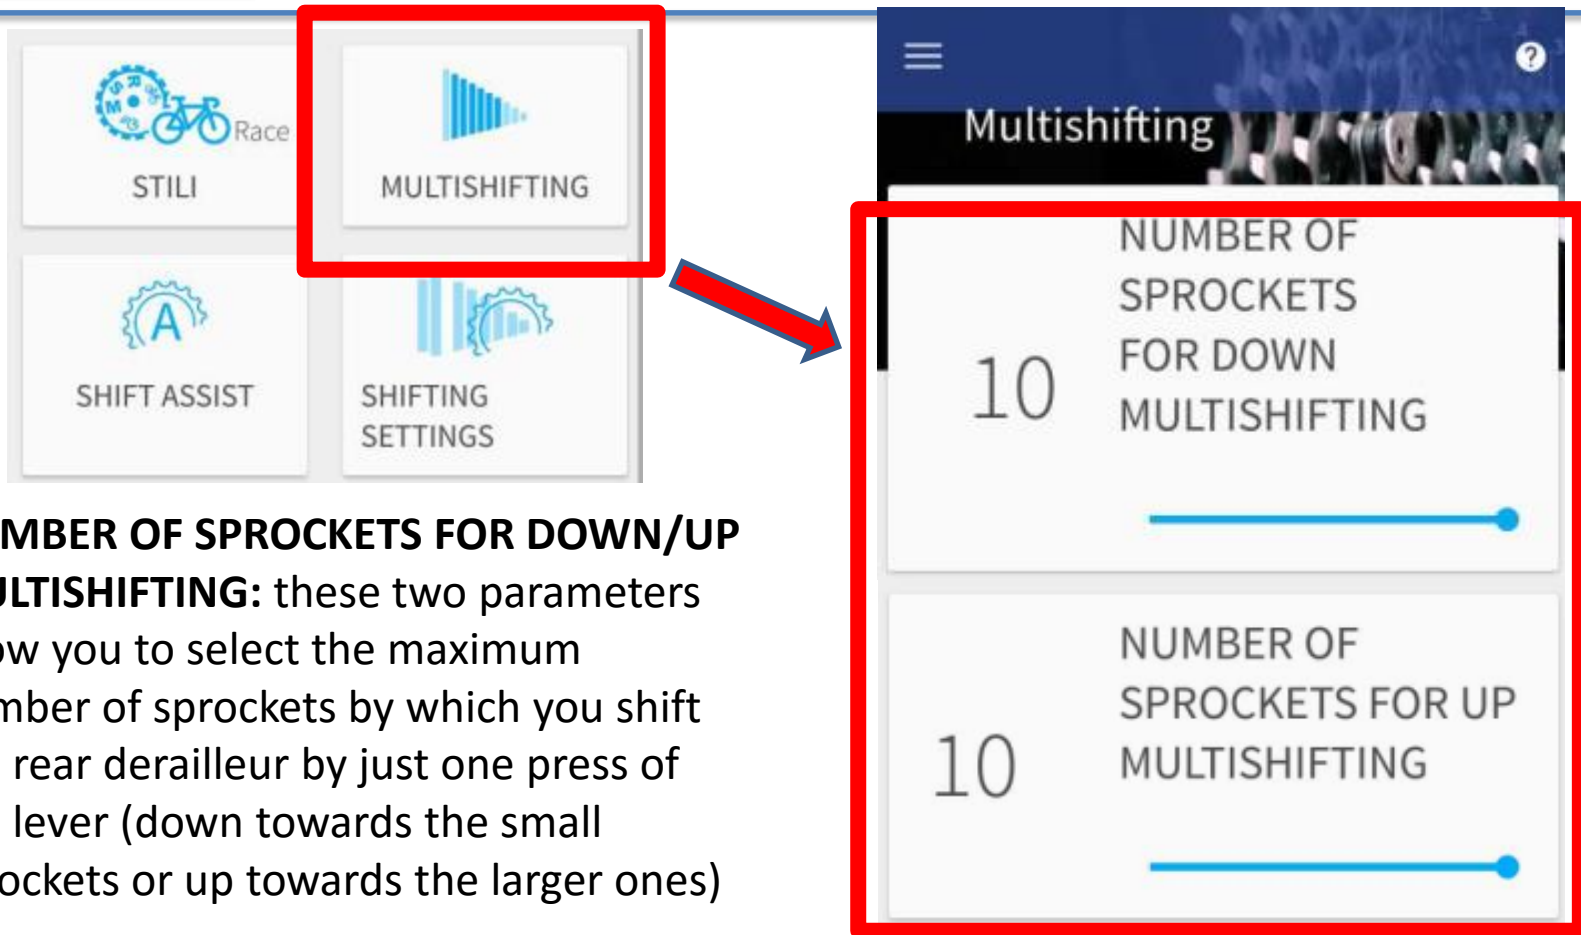 Race
STILI
MULTISHIFTING
A
SHIFT ASSIST
SHIFTING
SETTINGS
MBER OF SPROCKETS FOR DOWN/UP
ULTISHIFTING: these two parameters
ow you to select the maximum
mber of sprockets by which you shift
rear derailleur by just one press of
lever (down towards the small
ockets or up towards the larger ones)
?
Multishifting
10
NUMBER OF
SPROCKETS
FOR DOWN
MULTISHIFTING
10
NUMBER OF
SPROCKETS FOR UP
MULTISHIFTING